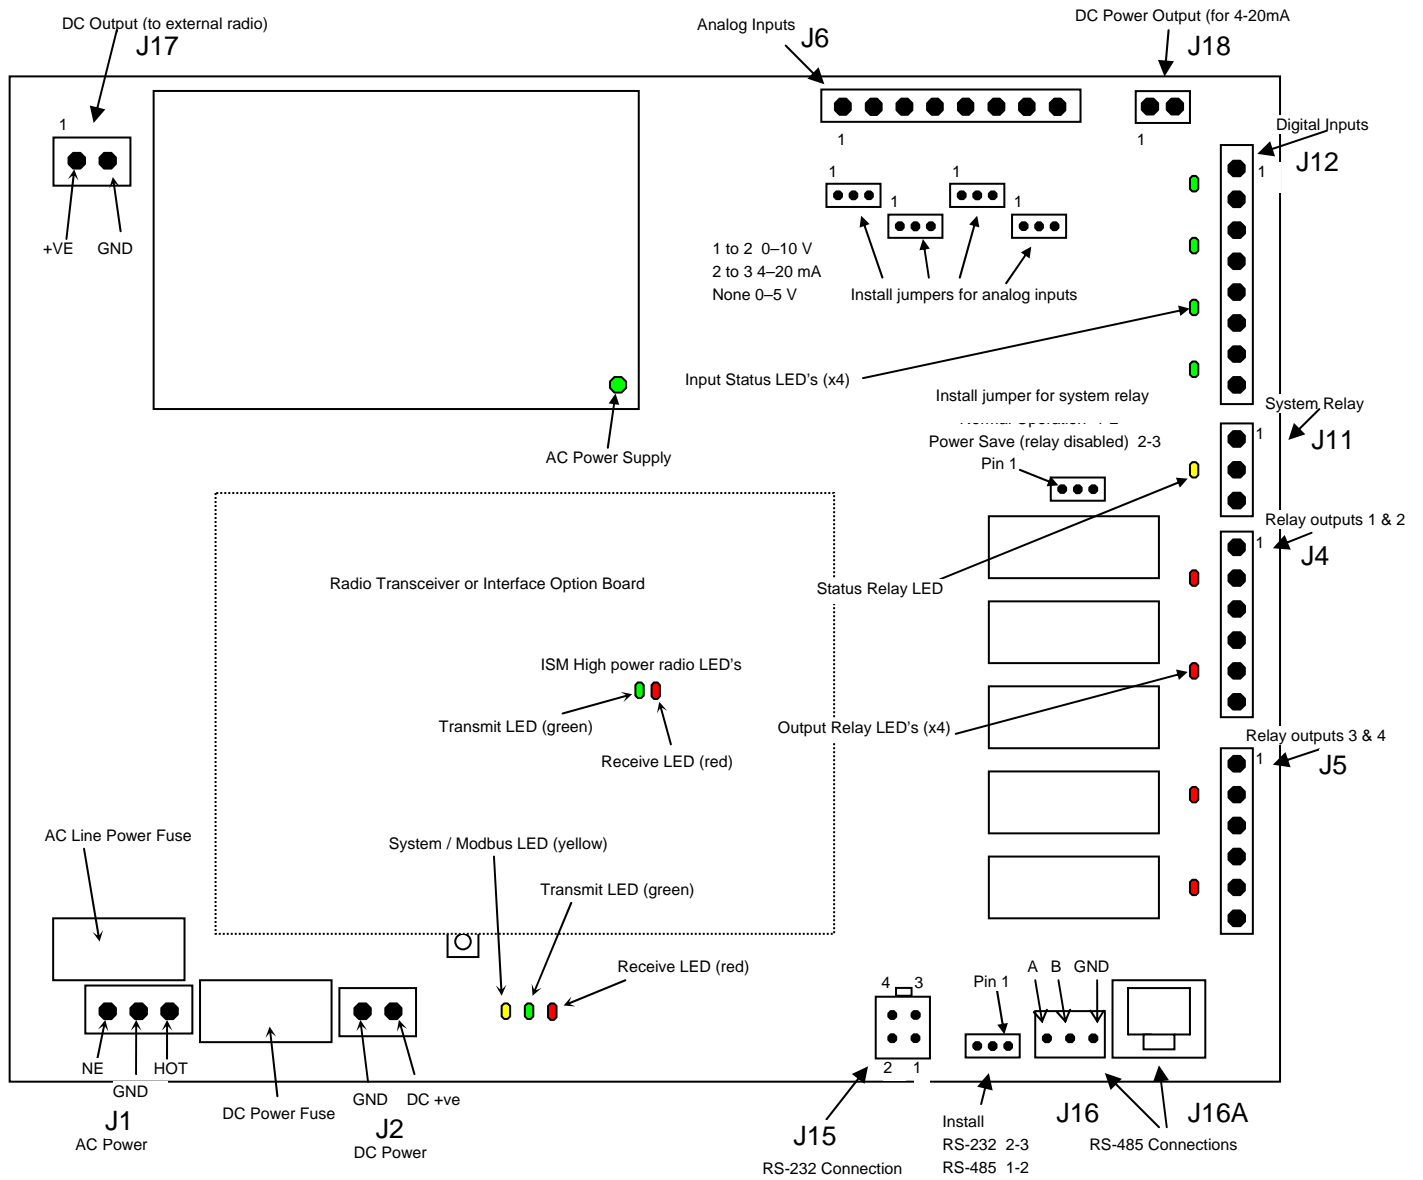 DC Output (to external radio)
J17
Analog Inputs
J6
DC Power Output (for 4-20mA
J18
1
1
1
Digital Inputs
J12
1
1
1
1
1
+VE GND
1 to 2 0–10 V
2 to 3 4–20 mA
None 0–5 V
Install jumpers for analog inputs
Input Status LED's (x4)
Install jumper for system relay
Normal Operation 1-2
Power Save (relay disabled) 2-3
Pin 1
System Relay
J11
1
AC Power Supply
Relay outputs 1 & 2
J4
1
Radio Transceiver or Interface Option Board
Status Relay LED
ISM High power radio LED's
Transmit LED (green)
Receive LED (red)
Output Relay LED's (x4)
Relay outputs 3 & 4
J5
1
AC Line Power Fuse
System / Modbus LED (yellow)
Transmit LED (green)
Receive LED (red)
4 3
2 1
Pin 1
A B GND
NE GND HOT
J1
AC Power
DC Power Fuse
GND DC +ve
J2
DC Power
J15
RS-232 Connection
Install
RS-232 2-3
RS-485 1-2
J16
J16A
RS-485 Connections